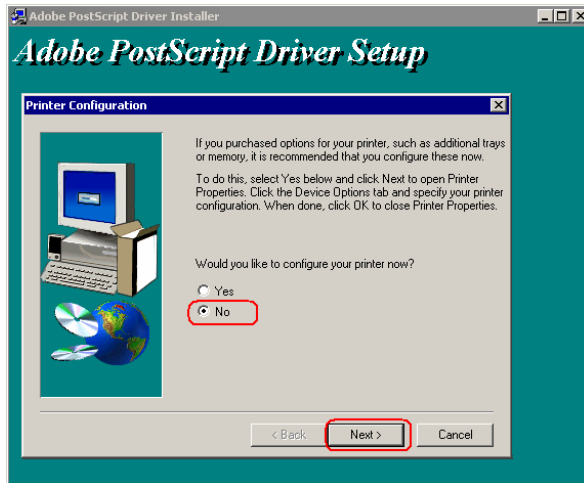 Adobe PostScript Driver Installer
Adobe PostScript Driver Setup
Printer Configuration
If you purchased options for your printer, such as additional trays
or memory, it is recommended that you configure these now.
To do this, select Yes below and click Next to open Printer
Properties. Click the Device Options tab and specify your printer
configuration. When done, click OK to close Printer Properties.
Would you like to configure your printer now?
Yes
No
< Back
Next >
Cancel